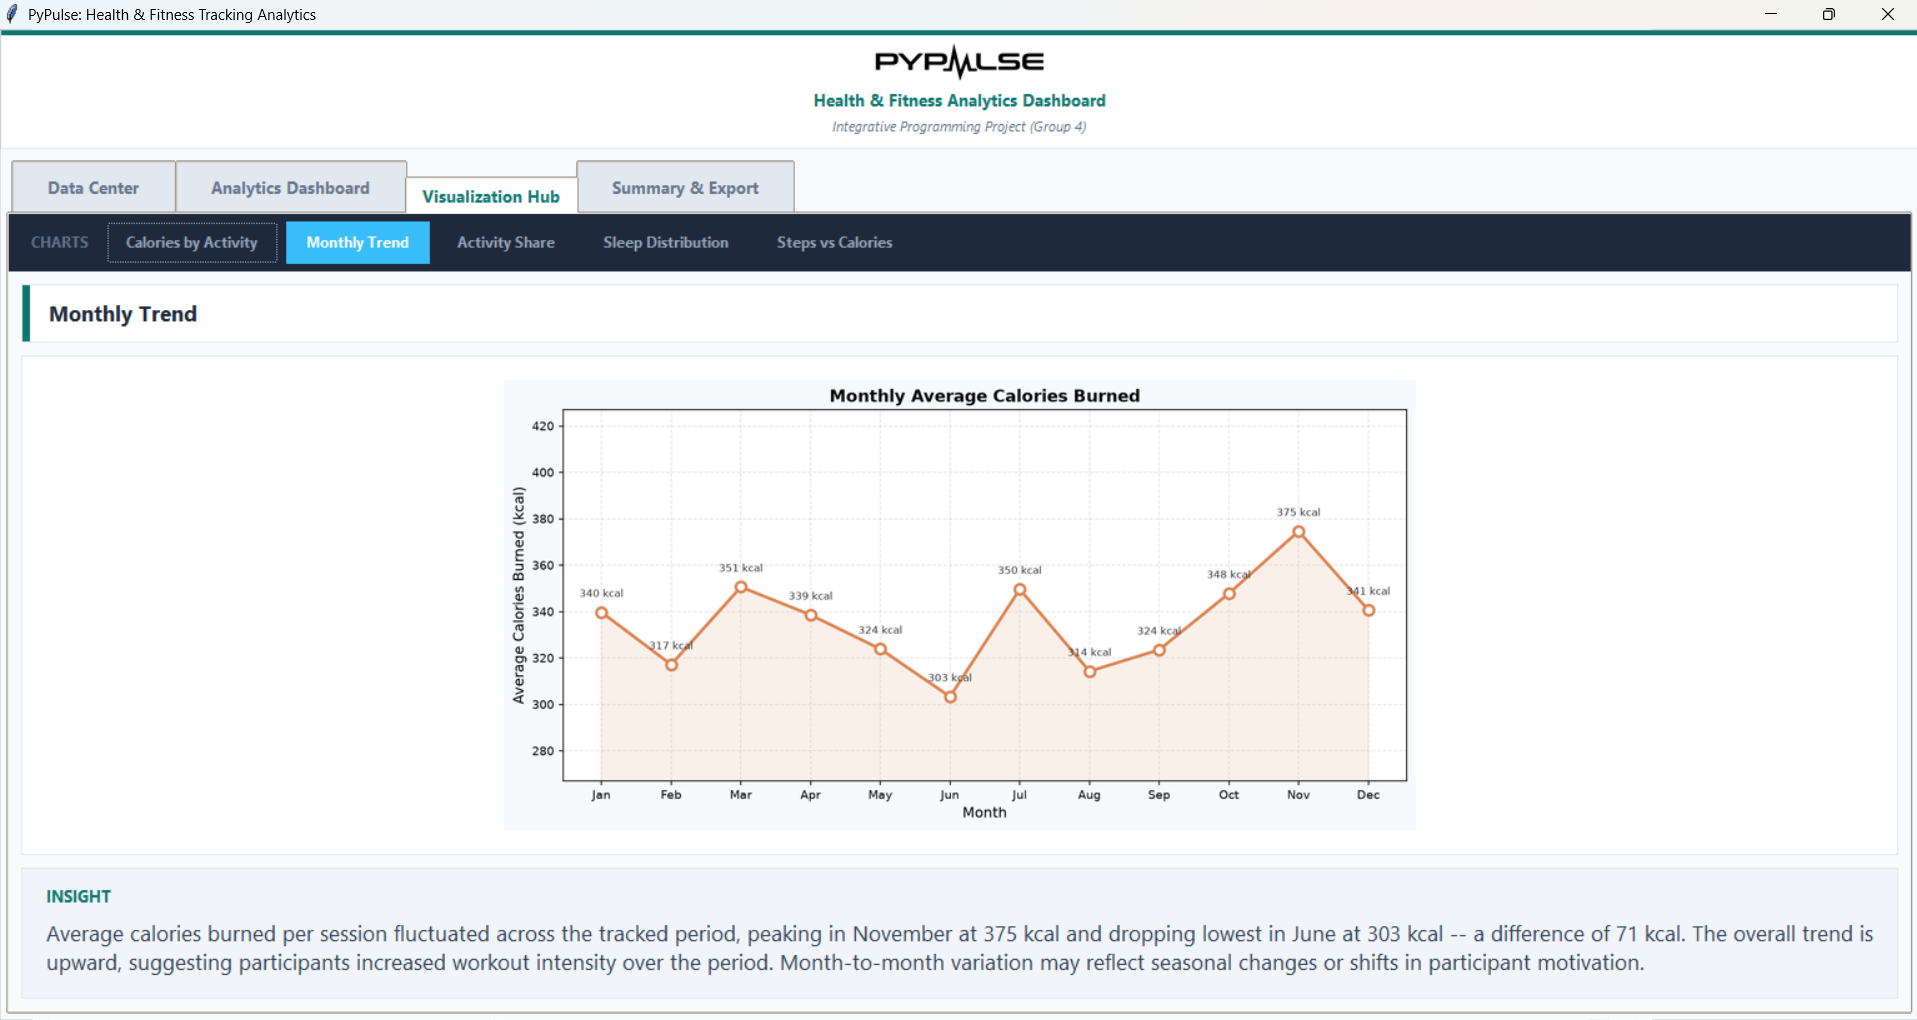 PyPulse: Health & Fitness Tracking Analytics
PYPULSE
Health & Fitness Analytics Dashboard
Integrative Programming Project (Group 4)
Data Center
Analytics Dashboard
Visualization Hub
Summary & Export
CHARTS
Calories by Activity
Monthly Trend
Activity Share
Sleep Distribution
Steps vs Calories
Monthly Trend
Monthly Average Calories Burned
Average Calories Burned (kcal)
420
400
380
360
340
320
300
280
340 kcal
317 kcal
351 kcal
339 kcal
324 kcal
303 kcal
350 kcal
314 kcal
324 kcal
348 kcal
375 kcal
341 kcal
Jan
Feb
Mar
Apr
May
Jun
Jul
Aug
Sep
Oct
Nov
Dec
Month
INSIGHT
Average calories burned per session fluctuated across the tracked period, peaking in November at 375 kcal and dropping lowest in June at 303 kcal -- a difference of 71 kcal. The overall trend is
upward, suggesting participants increased workout intensity over the period. Month-to-month variation may reflect seasonal changes or shifts in participant motivation.